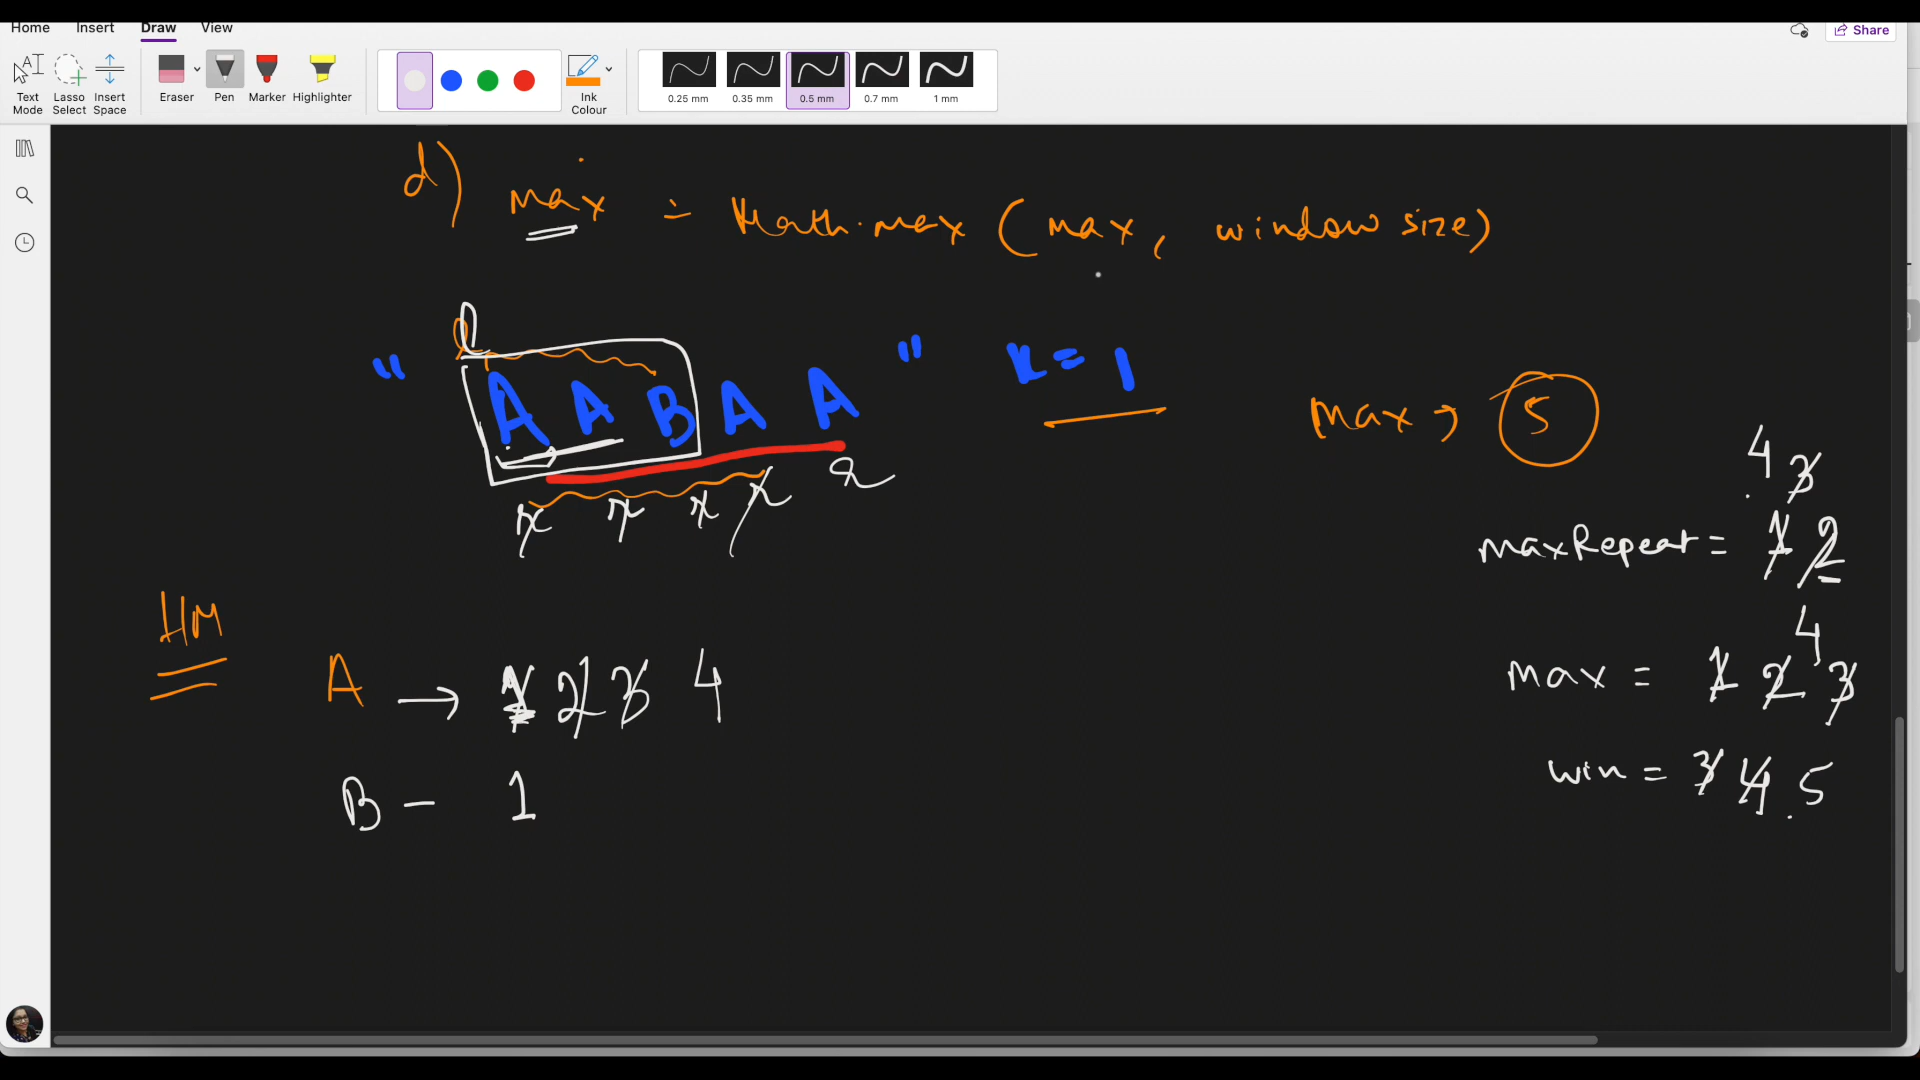 Home Insert Draw View
Share
Text Mode Lasso Select Insert Space Eraser Pen Marker Highlighter Ink Colour 0.25 mm 0.35 mm 0.5 mm 0.7 mm 1 mm
d) max = Math.max (max, window size)
l
" A A B A A " K = 1
max → 5
r r r r r
4 3
maxRepeat = 1 2
HM
4
A → 1 2 3 4
max = 1 2 3
B - 1
win = 3 4 5